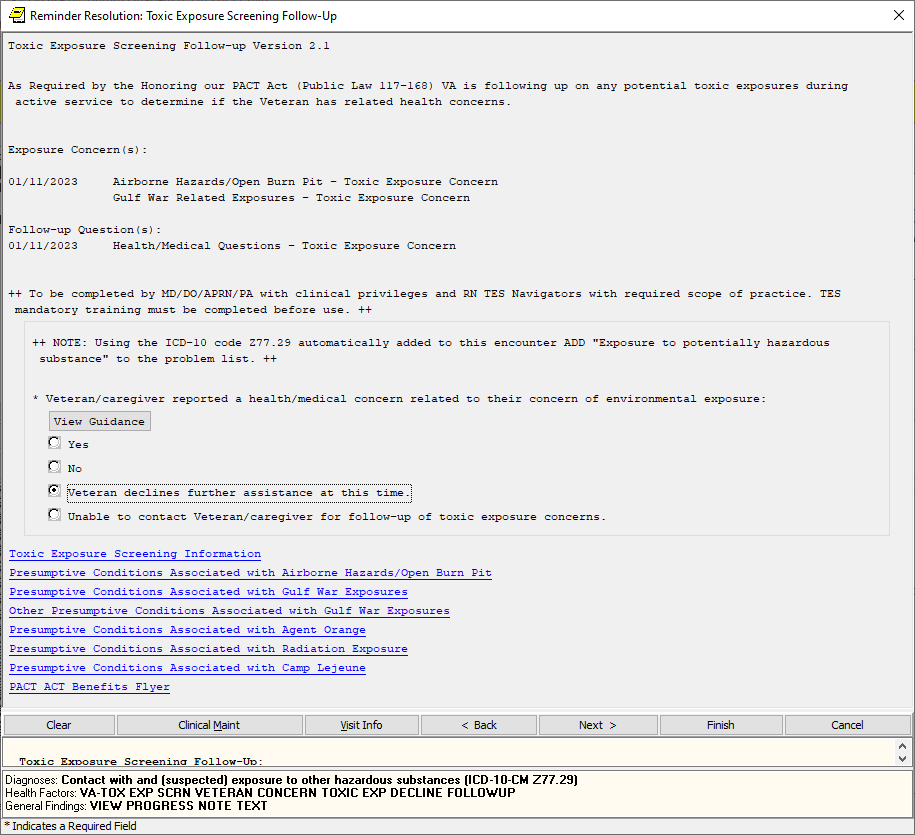 Reminder Resolution: Toxic Exposure Screening Follow-Up
Toxic Exposure Screening Follow-up Version 2.1
As Required by the Honoring our PACT Act (Public Law 117-168) VA is following up on any potential toxic exposures during
active service to determine if the Veteran has related health concerns.
Exposure Concern(s):
01/11/2023 Airborne Hazards/Open Burn Pit - Toxic Exposure Concern
Gulf War Related Exposures - Toxic Exposure Concern
Follow-up Question(s):
01/11/2023 Health/Medical Questions - Toxic Exposure Concern
++ To be completed by MD/DO/APRN/PA with clinical privileges and RN TES Navigators with required scope of practice. TES
mandatory training must be completed before use. ++
++ NOTE: Using the ICD-10 code Z77.29 automatically added to this encounter ADD "Exposure to potentially hazardous
substance" to the problem list. ++
* Veteran/caregiver reported a health/medical concern related to their concern of environmental exposure:
View Guidance
Yes
No
Veteran declines further assistance at this time.
Unable to contact Veteran/caregiver for follow-up of toxic exposure concerns.
Toxic Exposure Screening Information
Presumptive Conditions Associated with Airborne Hazards/Open Burn Pit
Presumptive Conditions Associated with Gulf War Exposures
Other Presumptive Conditions Associated with Gulf War Exposures
Presumptive Conditions Associated with Agent Orange
Presumptive Conditions Associated with Radiation Exposure
Presumptive Conditions Associated with Camp Lejeune
PACT ACT Benefits Flyer
Clear Clinical Maint Visit Info < Back Next > Finish Cancel
Toxic Exposure Screening Follow-Up:
Diagnoses: Contact with and (suspected) exposure to other hazardous substances (ICD-10-CM Z77.29)
Health Factors: VA-TOX EXP SCRN VETERAN CONCERN TOXIC EXP DECLINE FOLLOWUP
General Findings: VIEW PROGRESS NOTE TEXT
* Indicates a Required Field